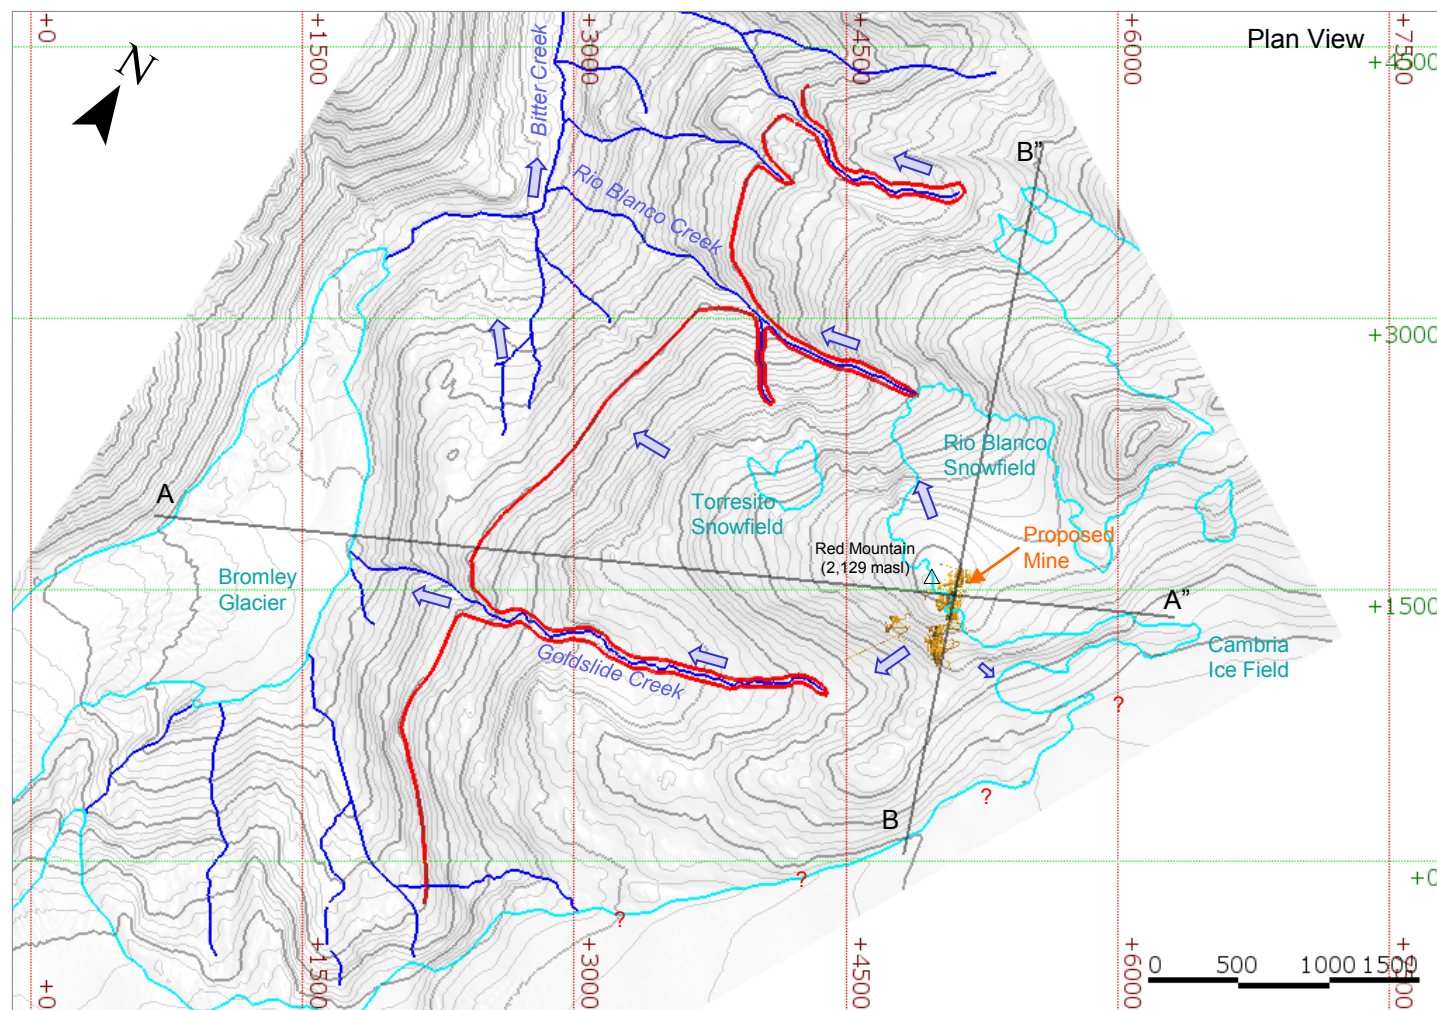 +0
+1500
+3000
+4500
+6000
+7500
Plan View
+4500
N
Bitter Creek
B”
Rio Blanco Creek
+3000
Rio Blanco
Snowfield
A
Torresito
Snowfield
Red Mountain
(2,129 masl)
Proposed
Mine
Bromley
Glacier
A”
+1500
Goldslide Creek
Cambria
Ice Field
?
?
B
?
?
+0
+0
+1500
+3000
+4500
+6000
0 500 1000 1500